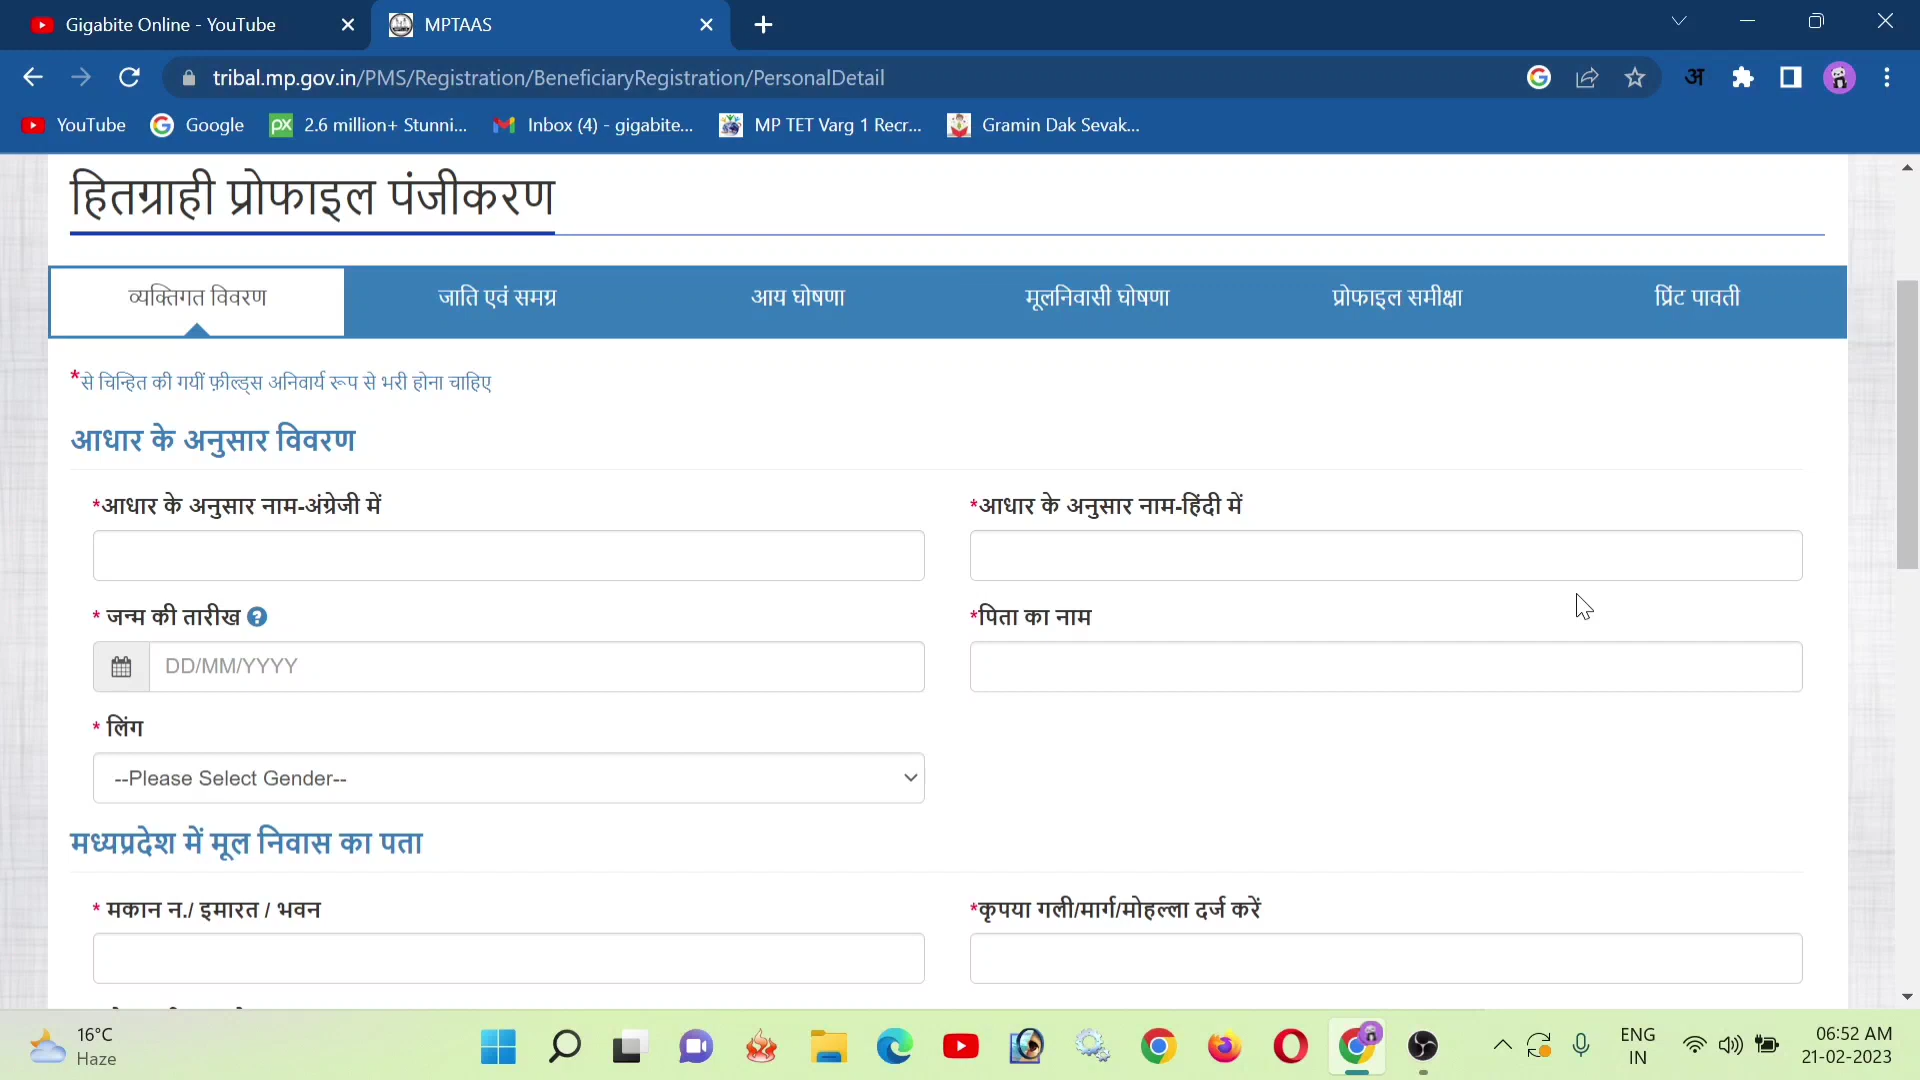 Gigabite Online - YouTube
MPTAAS
tribal.mp.gov.in/PMS/Registration/BeneficiaryRegistration/PersonalDetail
अ
YouTube
Google
px
2.6 million+ Stunni...
Inbox (4) - gigabite...
MP TET Varg 1 Recr...
Gramin Dak Sevak...
हितग्राही प्रोफाइल पंजीकरण
व्यक्तिगत विवरण
जाति एवं समग्र
आय घोषणा
मूलनिवासी घोषणा
प्रोफाइल समीक्षा
प्रिंट पावती
*से चिन्हित की गयीं फ़ील्ड्स अनिवार्य रूप से भरी होना चाहिए
आधार के अनुसार विवरण
*आधार के अनुसार नाम-अंग्रेजी में
*आधार के अनुसार नाम-हिंदी में
* जन्म की तारीख ?
*पिता का नाम
DD/MM/YYYY
* लिंग
--Please Select Gender--
मध्यप्रदेश में मूल निवास का पता
* मकान न./ इमारत / भवन
*कृपया गली/मार्ग/मोहल्ला दर्ज करें
16°C
Haze
ENG
IN
06:52 AM
21-02-2023